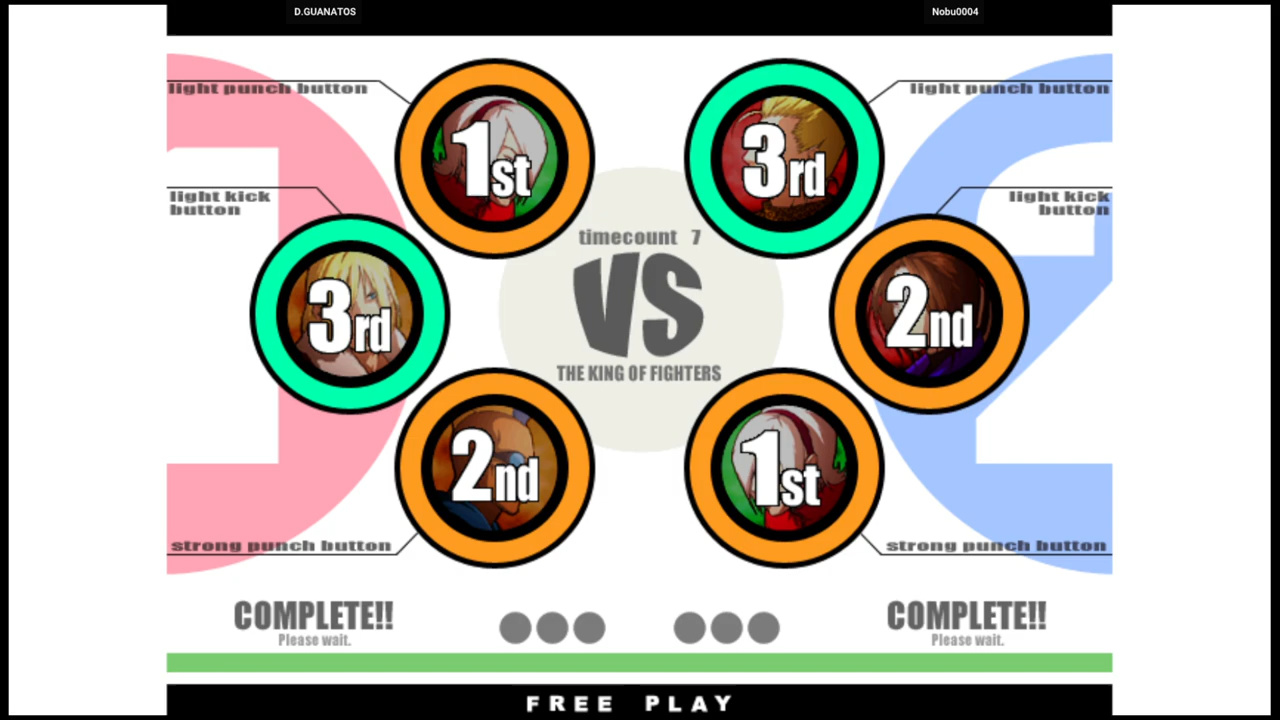 D.GUANATOS
Nobu0004
light punch button
light punch button
1st
3rd
light kick
button
light kick
button
timecount 7
VS
THE KING OF FIGHTERS
3rd
2nd
2nd
1st
strong punch button
strong punch button
COMPLETE!!
Please wait.
COMPLETE!!
Please wait.
FREE PLAY
1
2